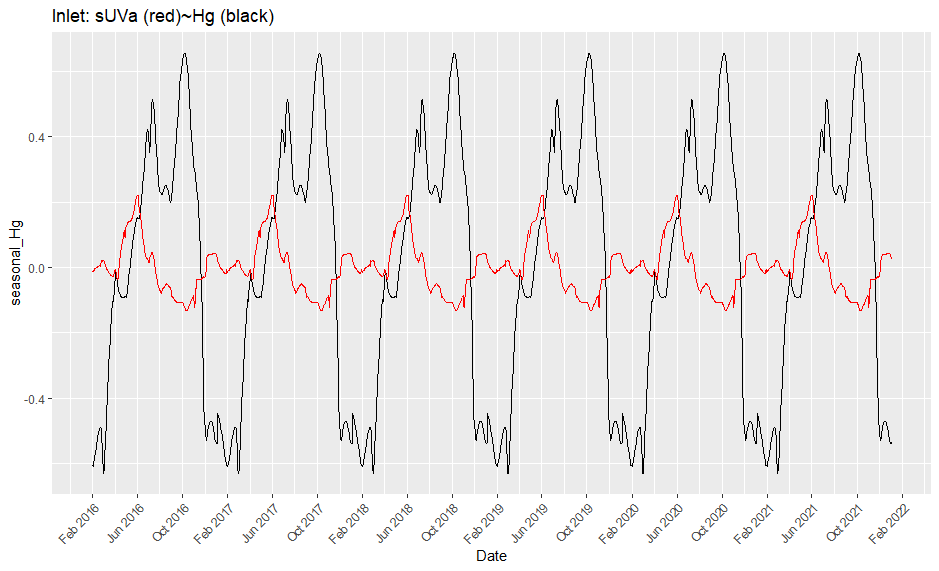 Inlet: sUVa (red)~Hg (black)
seasonal_Hg
0.4
0.0
-0.4
Feb 2016
Jun 2016
Oct 2016
Feb 2017
Jun 2017
Oct 2017
Feb 2018
Jun 2018
Oct 2018
Feb 2019
Jun 2019
Oct 2019
Feb 2020
Jun 2020
Oct 2020
Feb 2021
Jun 2021
Oct 2021
Feb 2022
Date